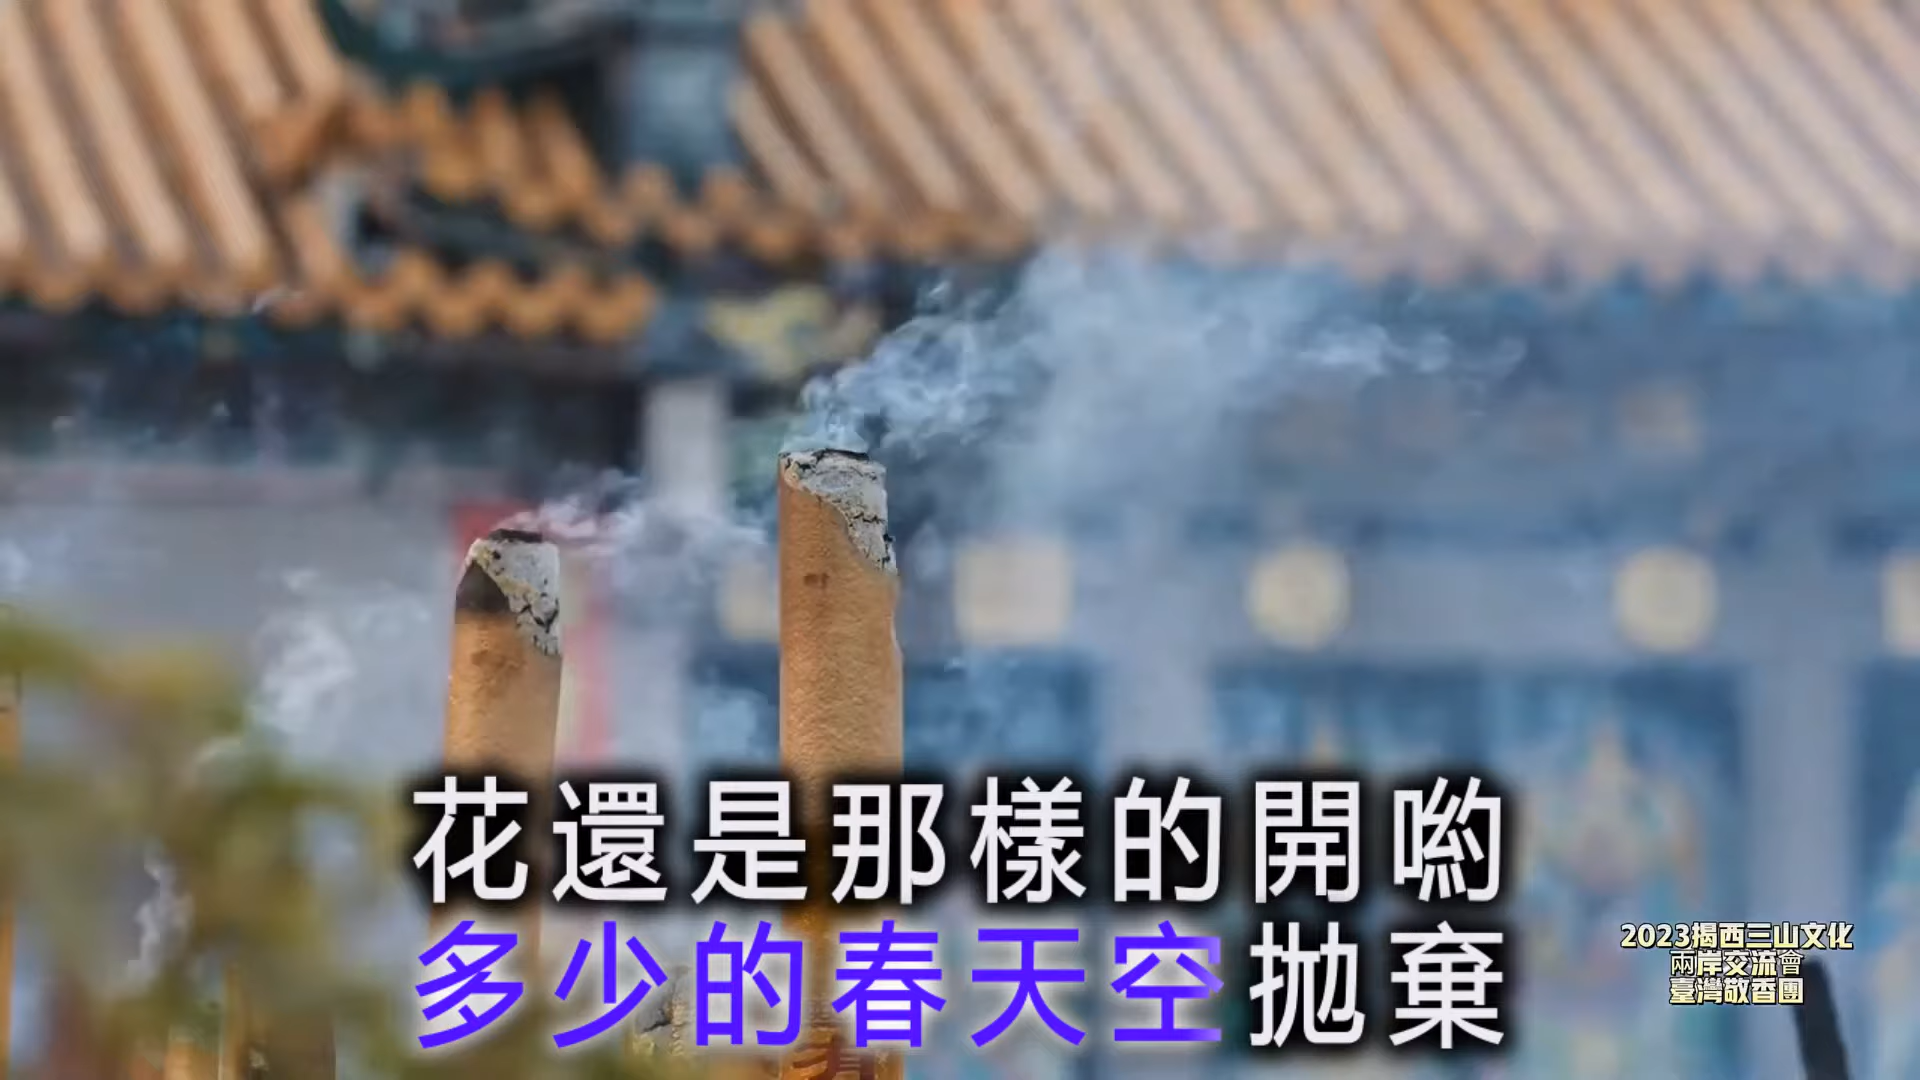 花還是那樣的開喲
多少的春天空拋棄
2023揭西三山文化
兩岸交流會
臺灣敬香團